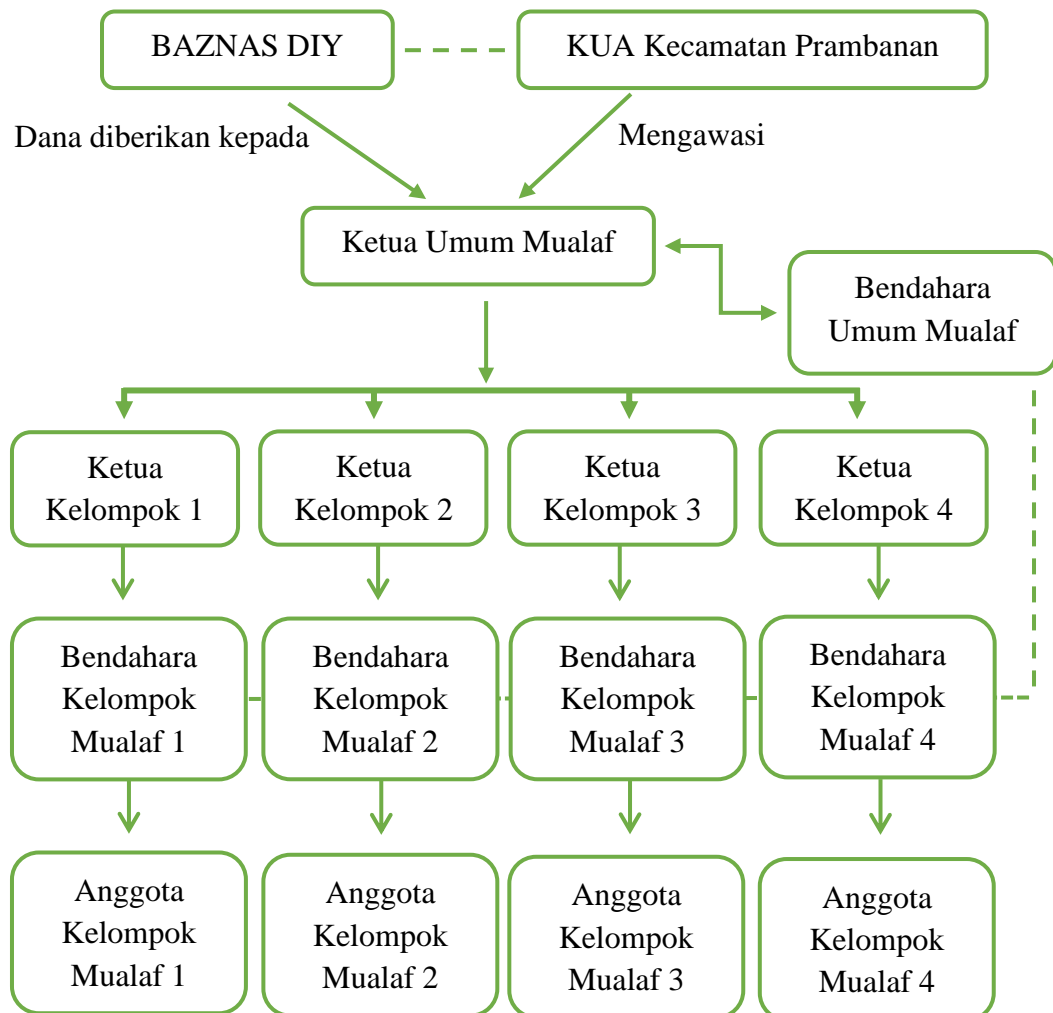 BAZNAS DIY
KUA Kecamatan Prambanan
Dana diberikan kepada
Mengawasi
Ketua Umum Mualaf
Bendahara
Umum Mualaf
Ketua
Kelompok 1
Ketua
Kelompok 2
Ketua
Kelompok 3
Ketua
Kelompok 4
Bendahara
Kelompok
Mualaf 1
Bendahara
Kelompok
Mualaf 2
Bendahara
Kelompok
Mualaf 3
Bendahara
Kelompok
Mualaf 4
Anggota
Kelompok
Mualaf 1
Anggota
Kelompok
Mualaf 2
Anggota
Kelompok
Mualaf 3
Anggota
Kelompok
Mualaf 4